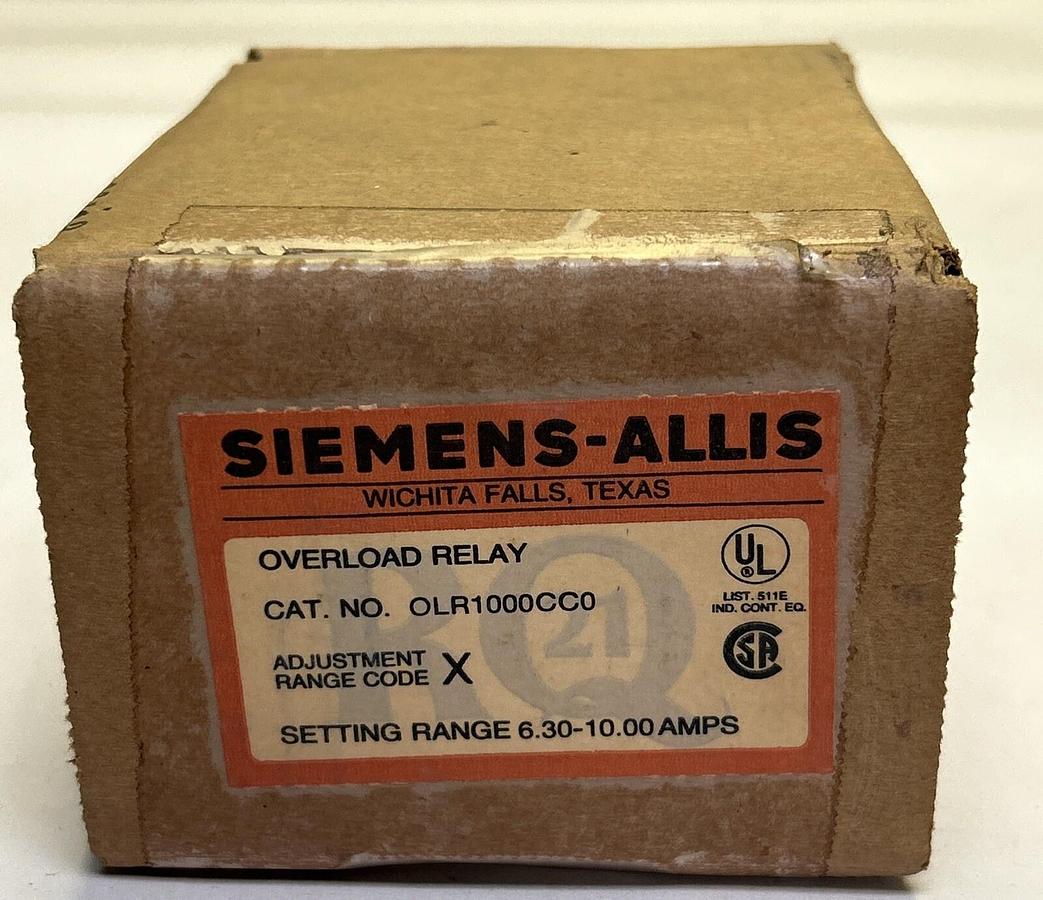 SIEMENS-ALLIS
WICHITA FALLS, TEXAS
OVERLOAD RELAY
CAT. NO. OLR1000CC0
ADJUSTMENT
RANGE CODE X
SETTING RANGE 6.30-10.00 AMPS
UL
®
LIST. 511E
IND. CONT. EQ.
SA
RQ
21